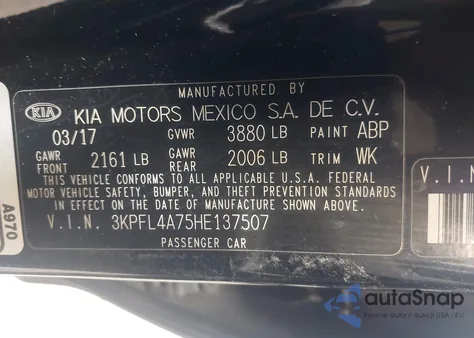 MANUFACTURED BY
KIA KIA MOTORS MEXICO S.A. DE C.V.
03/17 GVWR 3880 LB PAINT ABP
GAWR FRONT 2161 LB GAWR REAR 2006 LB TRIM WK
THIS VEHICLE CONFORMS TO ALL APPLICABLE U.S.A. FEDERAL
MOTOR VEHICLE SAFETY, BUMPER, AND THEFT PREVENTION STANDARDS
IN EFFECT ON THE DATE OF MANUFACTURE SHOWN ABOVE.
V.I.N. 3KPFL4A75HE137507
PASSENGER CAR
A970
V.I.N
autoSnap